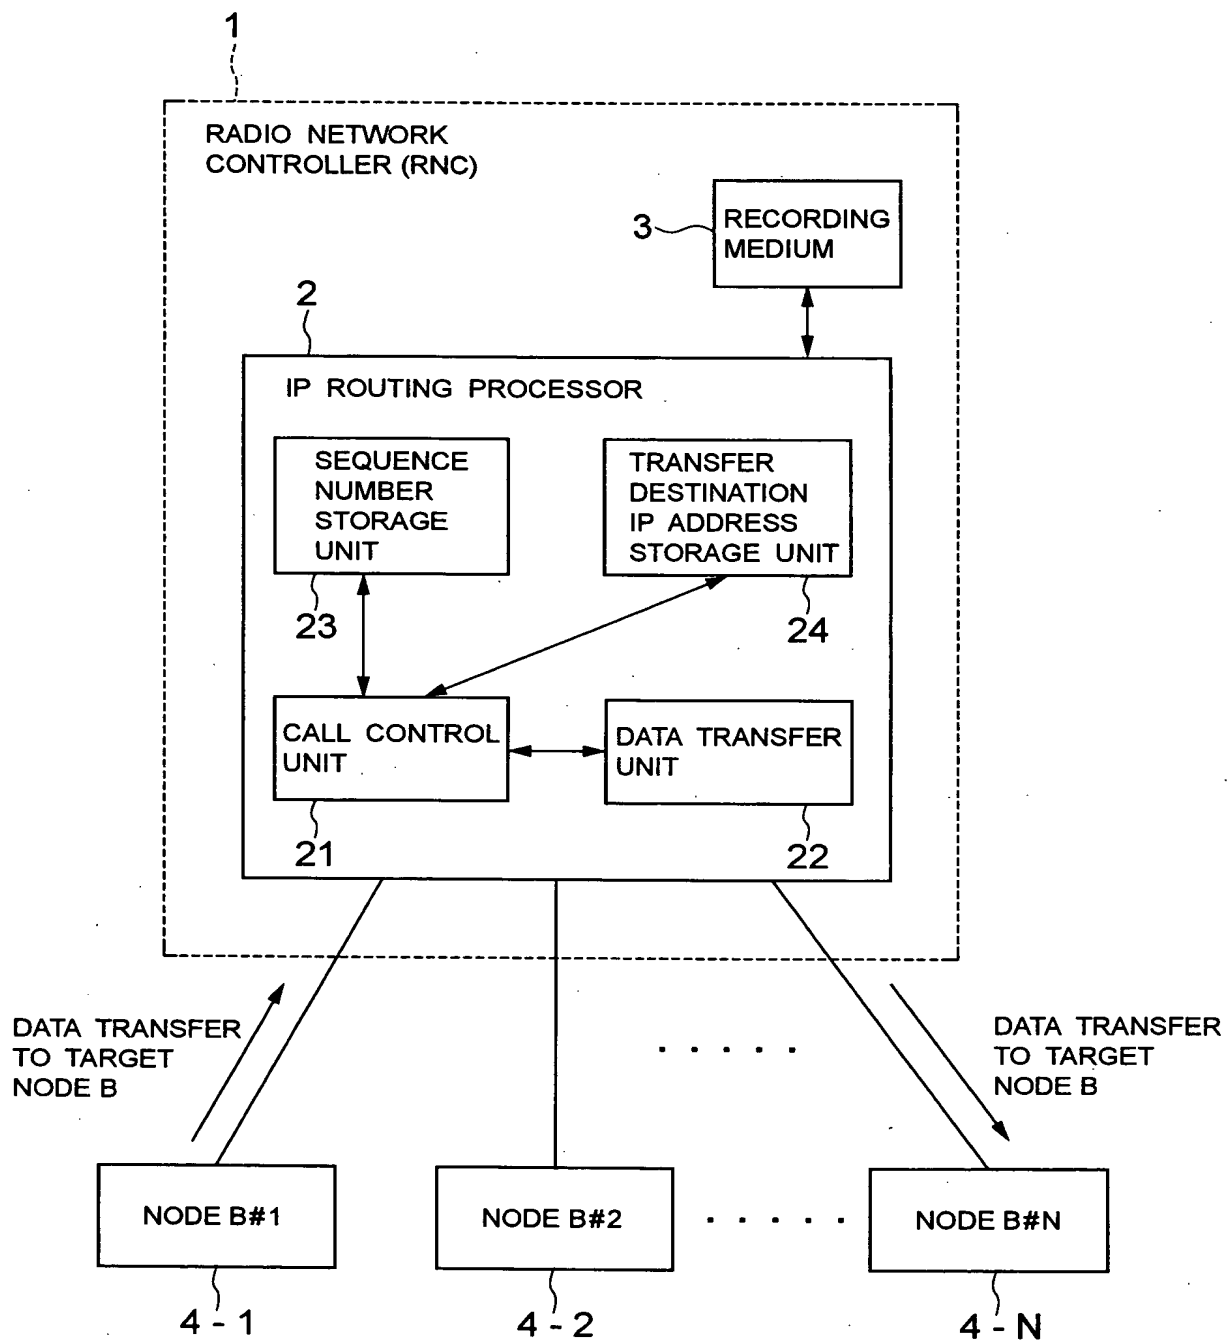 1
RADIO NETWORK
CONTROLLER (RNC)
3
RECORDING
MEDIUM
2
IP ROUTING PROCESSOR
SEQUENCE
NUMBER
STORAGE
UNIT
23
TRANSFER
DESTINATION
IP ADDRESS
STORAGE UNIT
24
CALL CONTROL
UNIT
21
DATA TRANSFER
UNIT
22
DATA TRANSFER
TO TARGET
NODE B
. . . . .
DATA TRANSFER
TO TARGET
NODE B
NODE B#1
4 - 1
NODE B#2
4 - 2
. . . . .
NODE B#N
4 - N